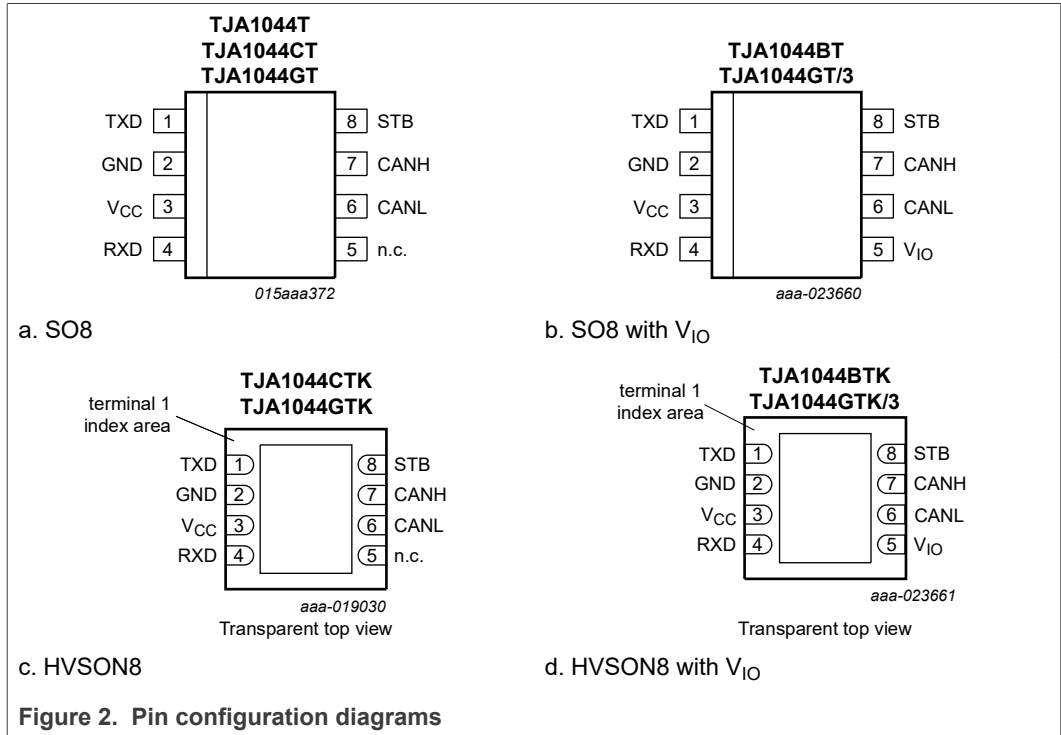 TJA1044T
TJA1044CT
TJA1044GT
TXD 1
GND 2
VCC 3
RXD 4
8 STB
7 CANH
6 CANL
5 n.c.
015aaa372
a. SO8
TJA1044BT
TJA1044GT/3
TXD 1
GND 2
VCC 3
RXD 4
8 STB
7 CANH
6 CANL
5 VIO
aaa-023660
b. SO8 with VIO
TJA1044CTK
TJA1044GTK
terminal 1
index area
TXD 1
GND 2
VCC 3
RXD 4
8 STB
7 CANH
6 CANL
5 n.c.
aaa-019030
Transparent top view
c. HVSON8
TJA1044BTK
TJA1044GTK/3
terminal 1
index area
TXD 1
GND 2
VCC 3
RXD 4
8 STB
7 CANH
6 CANL
5 VIO
aaa-023661
Transparent top view
d. HVSON8 with VIO
Figure 2. Pin configuration diagrams